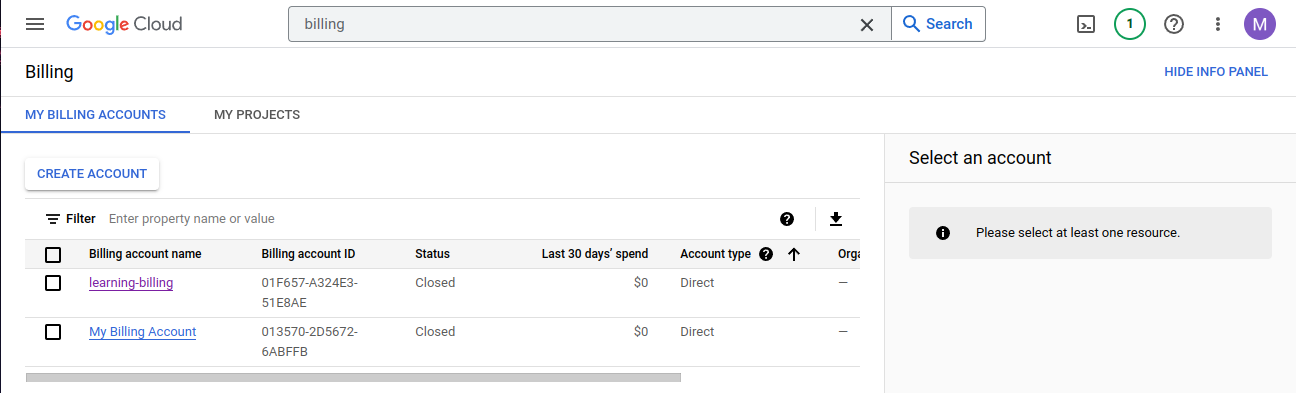 Google Cloud
billing
Search
1
M
Billing
HIDE INFO PANEL
MY BILLING ACCOUNTS
MY PROJECTS
CREATE ACCOUNT
Filter Enter property name or value
Billing account name Billing account ID Status Last 30 days’ spend Account type Orga
learning-billing 01F657-A324E3- Closed $0 Direct —
51E8AE
My Billing Account 013570-2D5672- Closed $0 Direct —
6ABFFB
Select an account
Please select at least one resource.